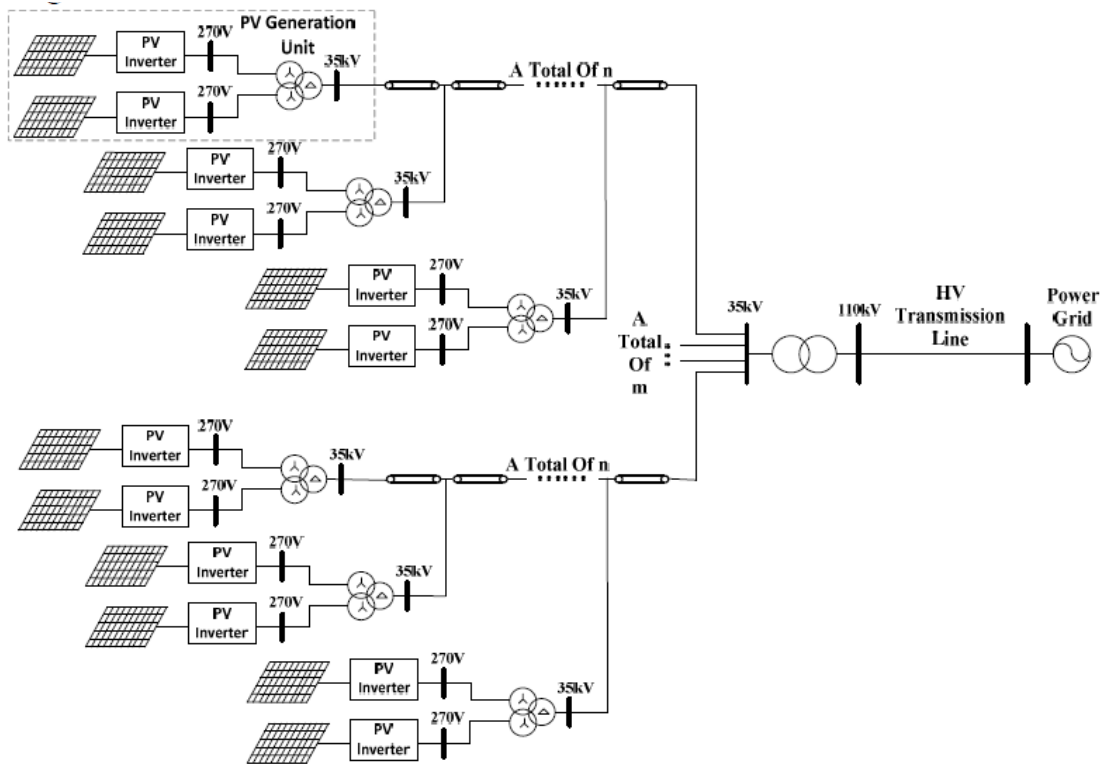 PV Generation
Unit
270V
PV
Inverter
35kV
A Total Of n
270V
PV
Inverter
270V
PV
Inverter
35kV
270V
PV
Inverter
270V
PV
Inverter
35kV
270V
PV
Inverter
A
Total
Of
m
35kV
110kV
HV
Transmission
Line
Power
Grid
270V
PV
Inverter
35kV
A Total Of n
270V
PV
Inverter
270V
PV
Inverter
35kV
270V
PV
Inverter
270V
PV
Inverter
35kV
270V
PV
Inverter